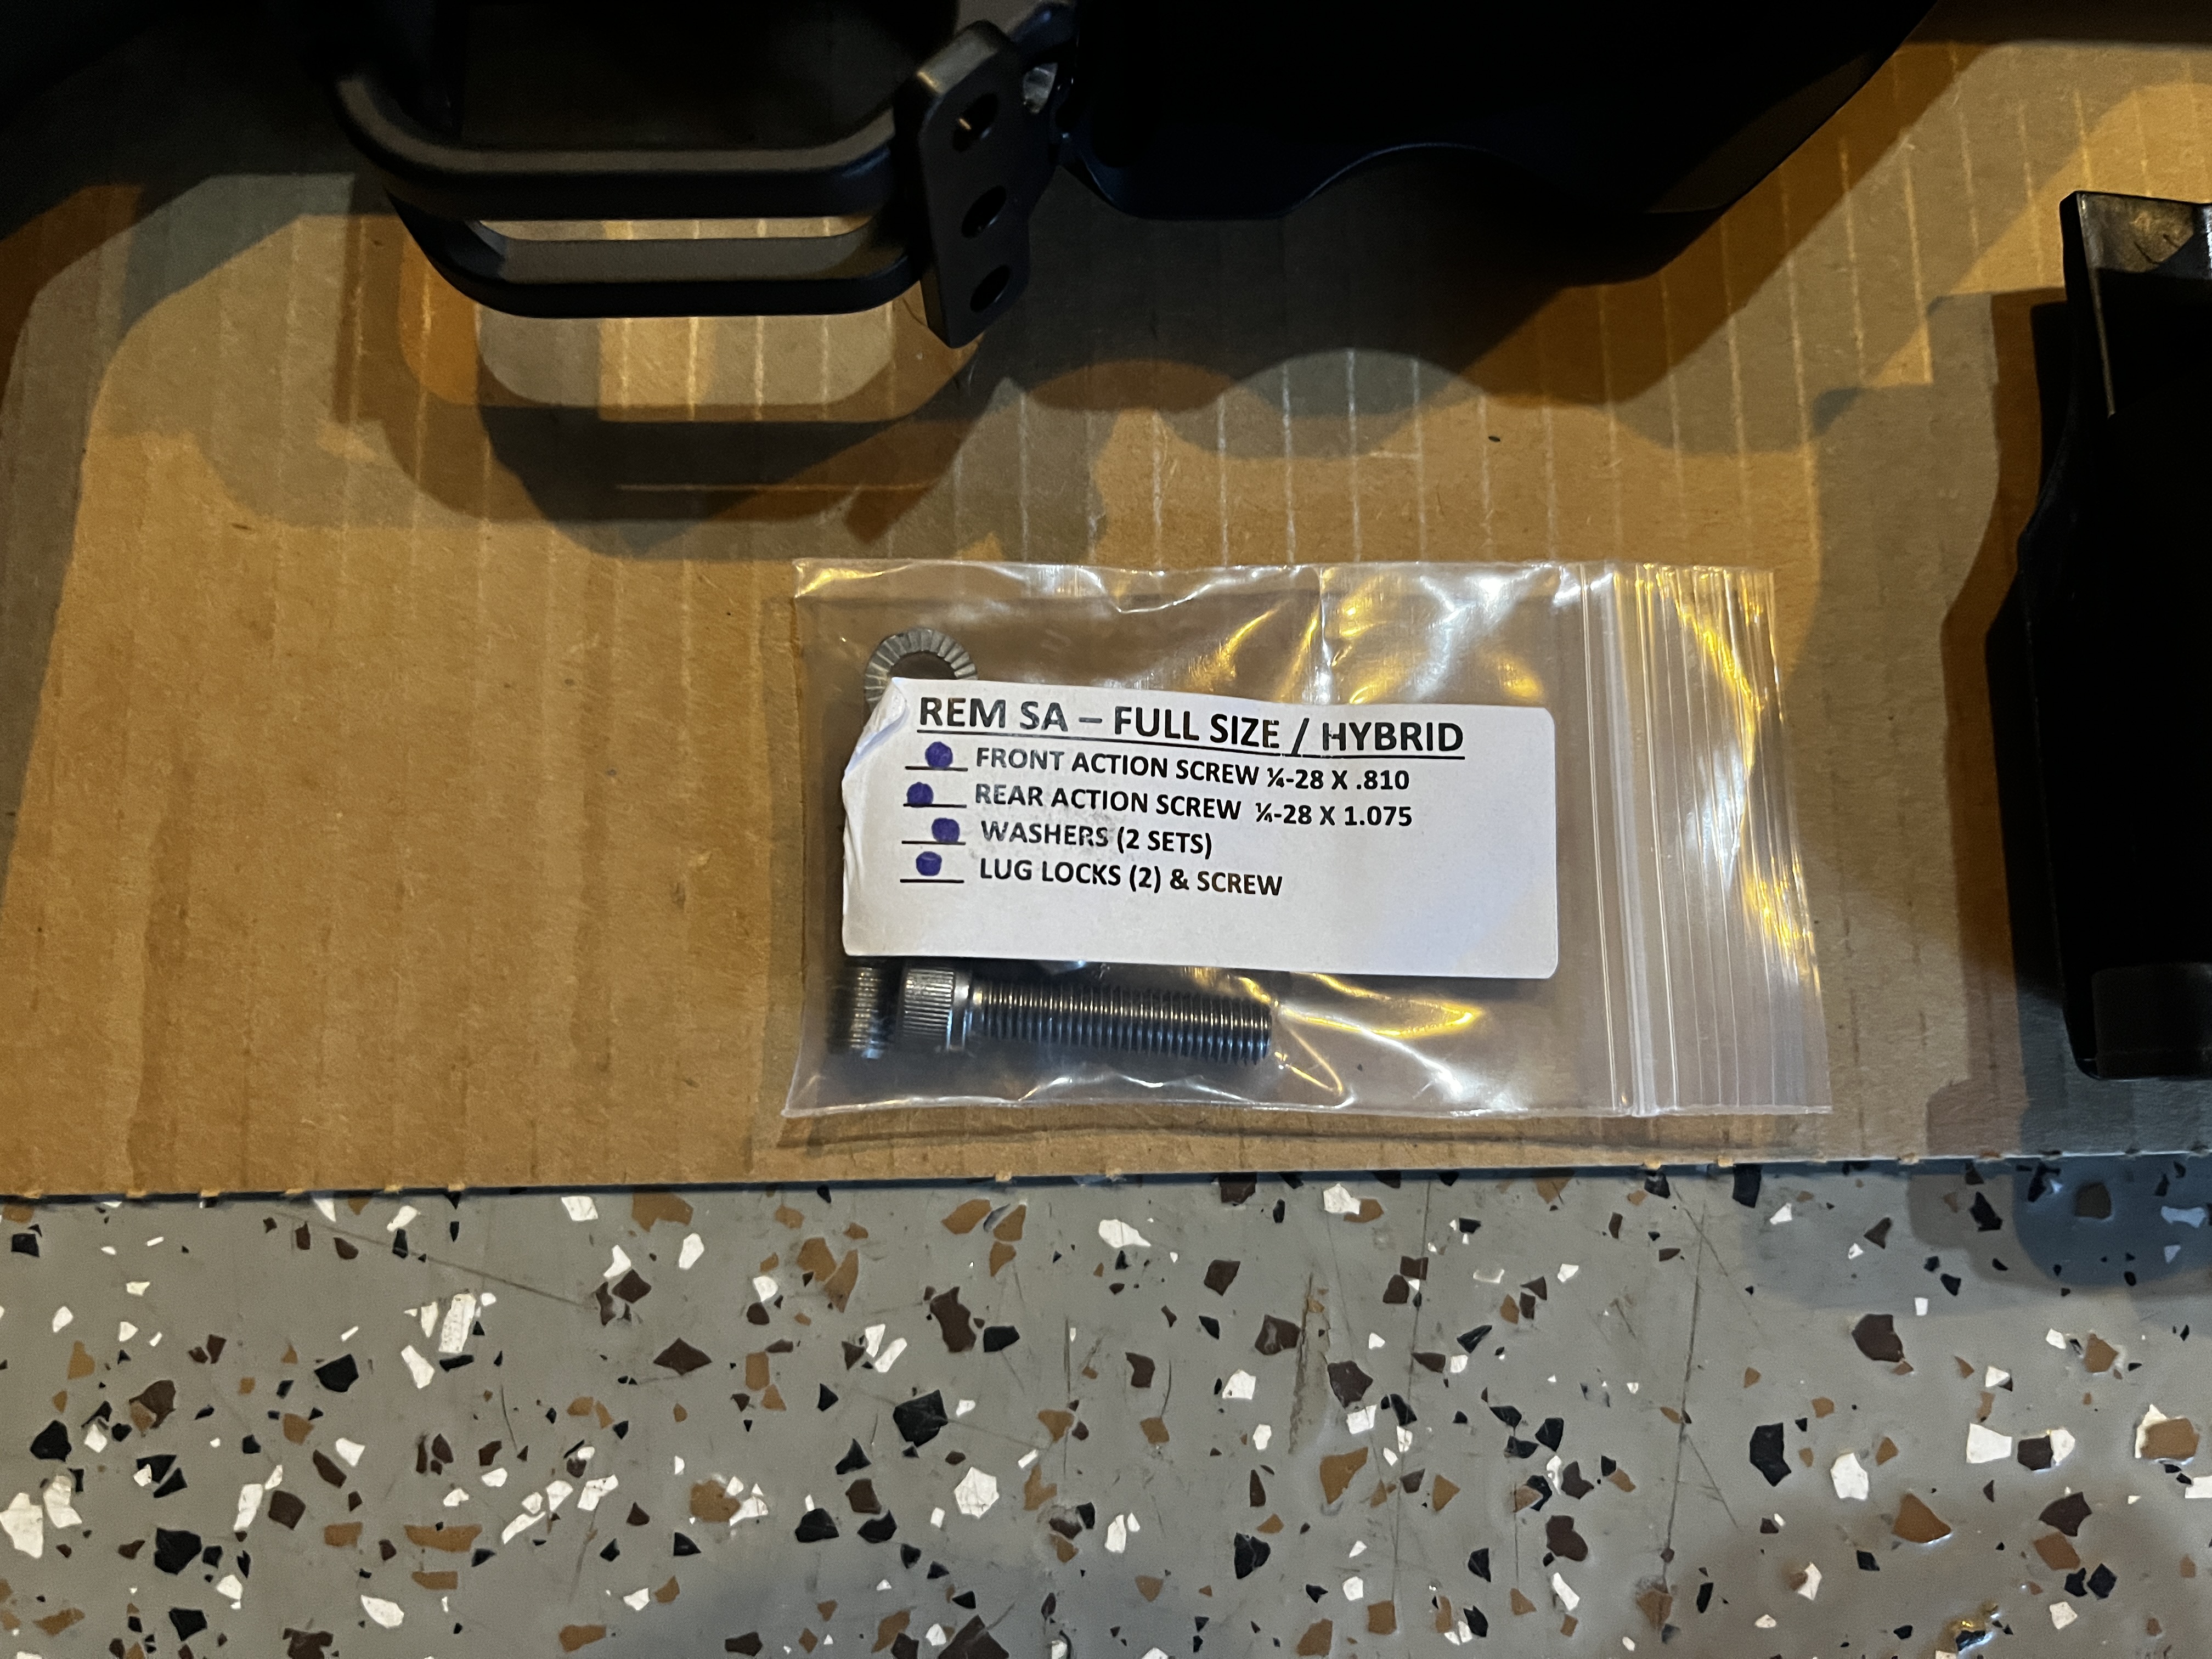 REM SA – FULL SIZE / HYBRID
FRONT ACTION SCREW ¼-28 X .810
REAR ACTION SCREW ¼-28 X 1.075
WASHERS (2 SETS)
LUG LOCKS (2) & SCREW